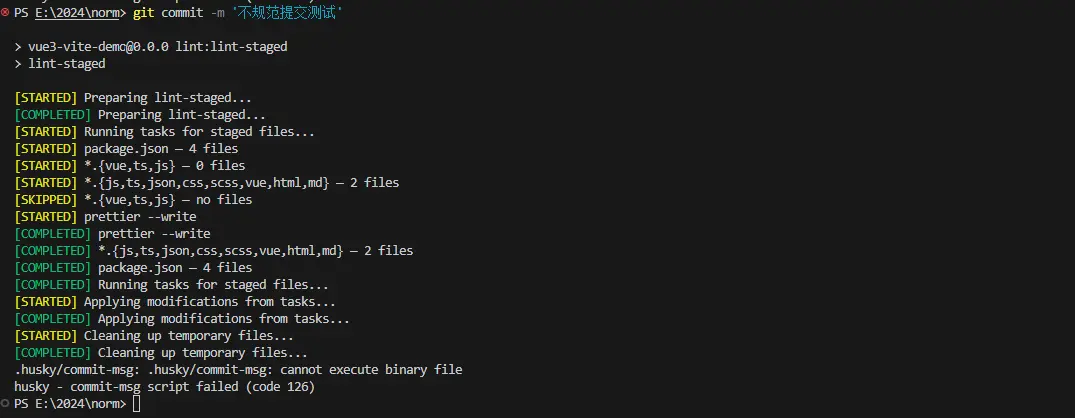 PS E:\2024\norm> git commit -m '不规范提交测试'
> vue3-vite-demo@0.0.0 lint:lint-staged
> lint-staged
[STARTED] Preparing lint-staged...
[COMPLETED] Preparing lint-staged...
[STARTED] Running tasks for staged files...
[STARTED] package.json — 4 files
[STARTED] *.{vue,ts,js} — 0 files
[STARTED] *.{js,ts,json,css,scss,vue,html,md} — 2 files
[SKIPPED] *.{vue,ts,js} — no files
[STARTED] prettier --write
[COMPLETED] prettier --write
[COMPLETED] *.{js,ts,json,css,scss,vue,html,md} — 2 files
[COMPLETED] package.json — 4 files
[COMPLETED] Running tasks for staged files...
[STARTED] Applying modifications from tasks...
[COMPLETED] Applying modifications from tasks...
[STARTED] Cleaning up temporary files...
[COMPLETED] Cleaning up temporary files...
.husky/commit-msg: .husky/commit-msg: cannot execute binary file
husky - commit-msg script failed (code 126)
PS E:\2024\norm>